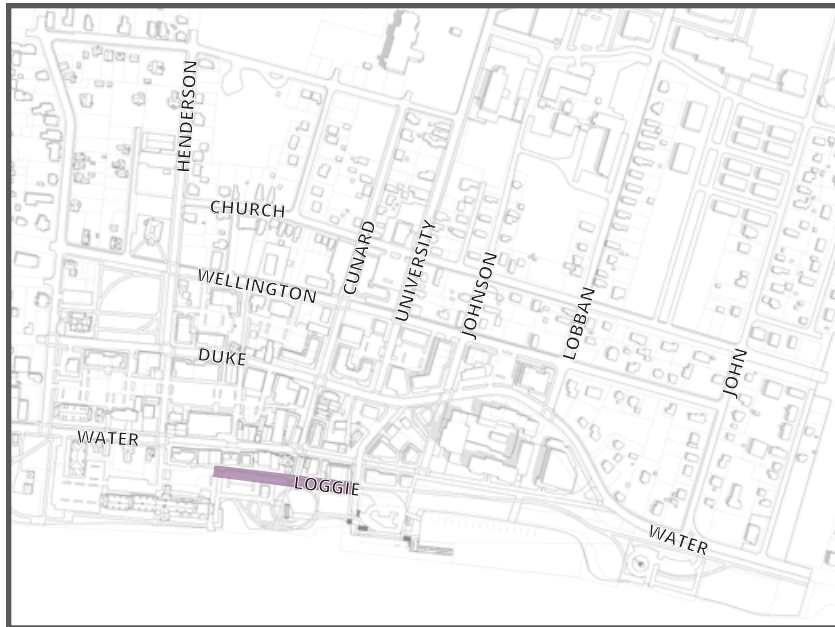 HENDERSON
CHURCH
CUNARD
UNIVERSITY
WELLINGTON
JOHNSON
LOBBAN
DUKE
JOHN
WATER
LOGGIE
WATER